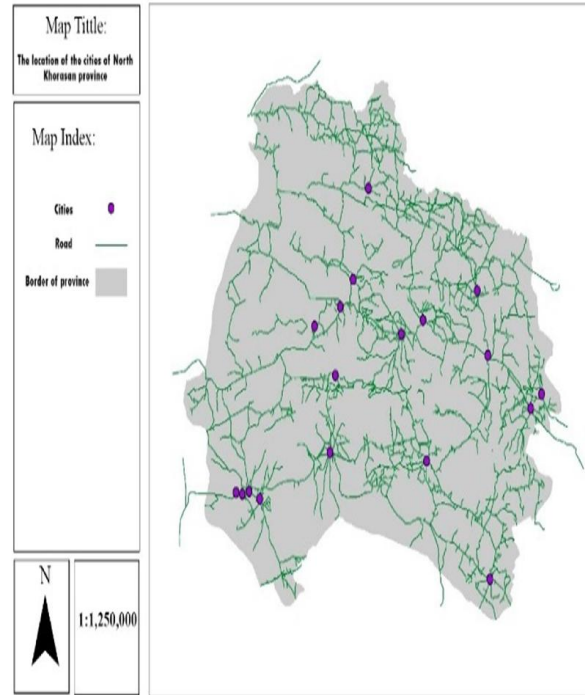 Map Tittle:
The location of the cities of North
Khorasan province
Map Index:
Cities
Road
Border of province
N
1:1,250,000